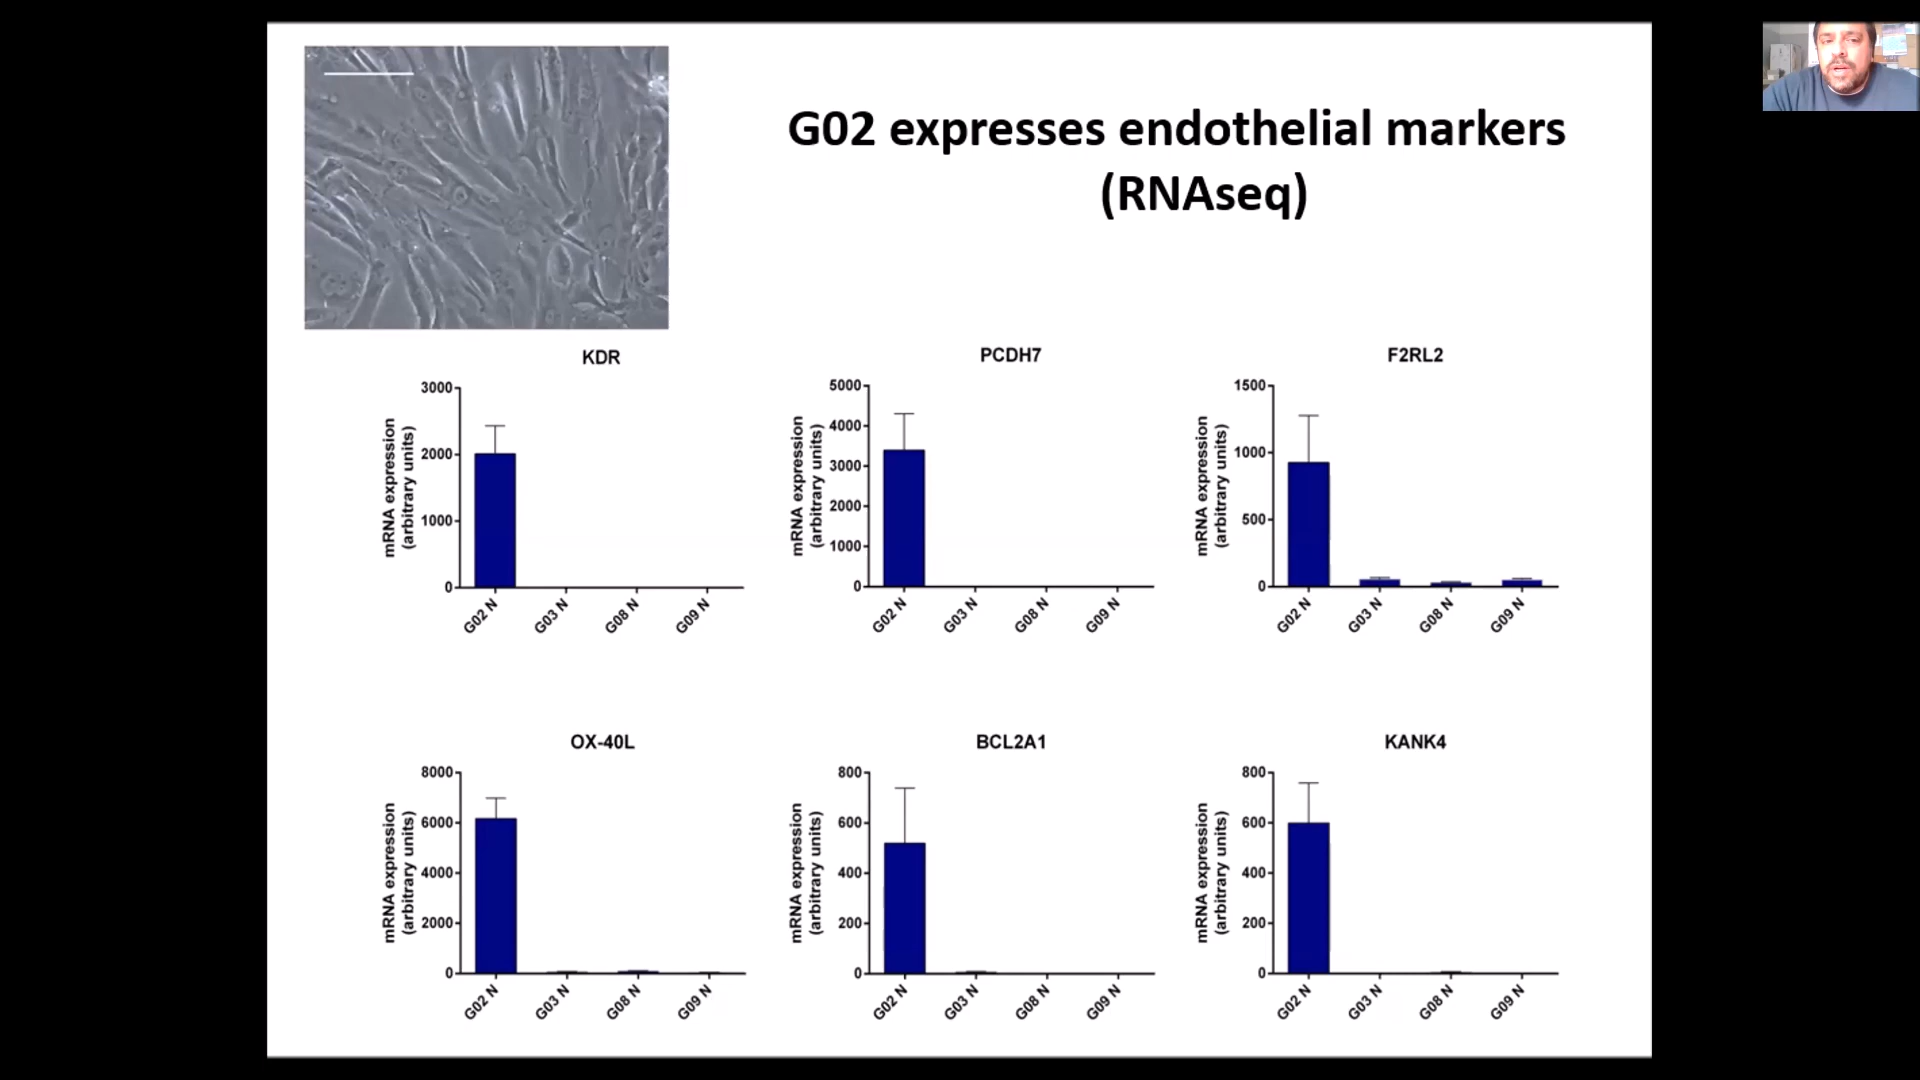 G02 expresses endothelial markers
(RNAseq)
KDR
3000
2000
1000
0
mRNA expression
(arbitrary units)
G02 N
G03 N
G08 N
G09 N
PCDH7
5000
4000
3000
2000
1000
0
mRNA expression
(arbitrary units)
G02 N
G03 N
G08 N
G09 N
F2RL2
1500
1000
500
0
mRNA expression
(arbitrary units)
G02 N
G03 N
G08 N
G09 N
OX-40L
8000
6000
4000
2000
0
mRNA expression
(arbitrary units)
G02 N
G03 N
G08 N
G09 N
BCL2A1
800
600
400
200
0
mRNA expression
(arbitrary units)
G02 N
G03 N
G08 N
G09 N
KANK4
800
600
400
200
0
mRNA expression
(arbitrary units)
G02 N
G03 N
G08 N
G09 N